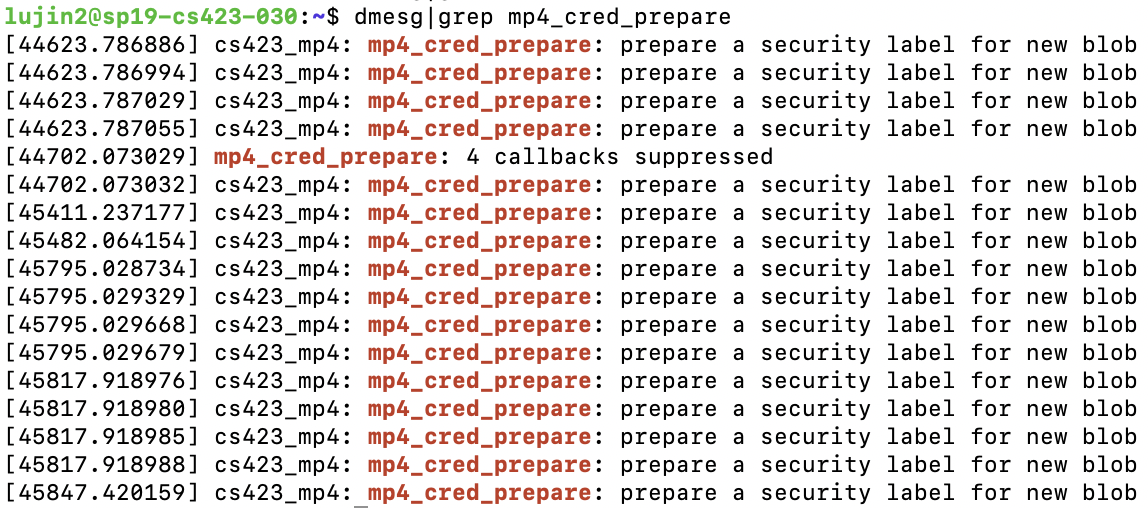 lujin2@sp19-cs423-030:~$ dmesg|grep mp4_cred_prepare
[44623.786886] cs423_mp4: mp4_cred_prepare: prepare a security label for new blob
[44623.786994] cs423_mp4: mp4_cred_prepare: prepare a security label for new blob
[44623.787029] cs423_mp4: mp4_cred_prepare: prepare a security label for new blob
[44623.787055] cs423_mp4: mp4_cred_prepare: prepare a security label for new blob
[44702.073029] mp4_cred_prepare: 4 callbacks suppressed
[44702.073032] cs423_mp4: mp4_cred_prepare: prepare a security label for new blob
[45411.237177] cs423_mp4: mp4_cred_prepare: prepare a security label for new blob
[45482.064154] cs423_mp4: mp4_cred_prepare: prepare a security label for new blob
[45795.028734] cs423_mp4: mp4_cred_prepare: prepare a security label for new blob
[45795.029329] cs423_mp4: mp4_cred_prepare: prepare a security label for new blob
[45795.029668] cs423_mp4: mp4_cred_prepare: prepare a security label for new blob
[45795.029679] cs423_mp4: mp4_cred_prepare: prepare a security label for new blob
[45817.918976] cs423_mp4: mp4_cred_prepare: prepare a security label for new blob
[45817.918980] cs423_mp4: mp4_cred_prepare: prepare a security label for new blob
[45817.918985] cs423_mp4: mp4_cred_prepare: prepare a security label for new blob
[45817.918988] cs423_mp4: mp4_cred_prepare: prepare a security label for new blob
[45847.420159] cs423_mp4: mp4_cred_prepare: prepare a security label for new blob